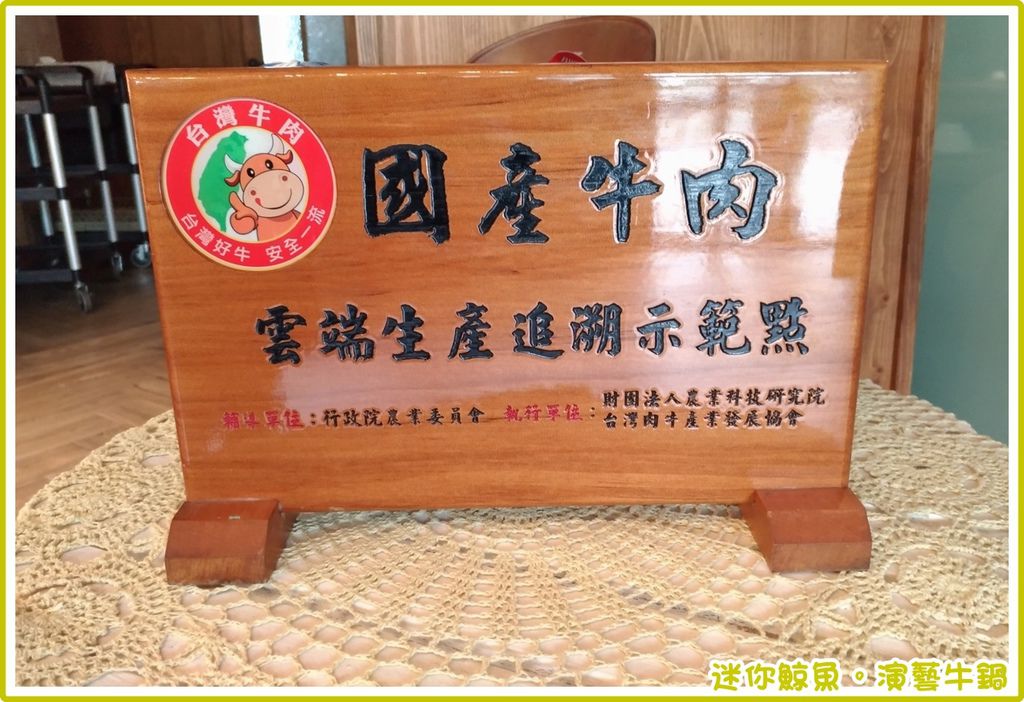 台灣牛肉
台灣好牛 安全一流
國產牛肉
雲端生產追溯示範點
輔導單位：行政院農業委員會 執行單位：財團法人農業科技研究院
台灣肉牛產業發展協會
迷你鯨魚。演藝牛鍋